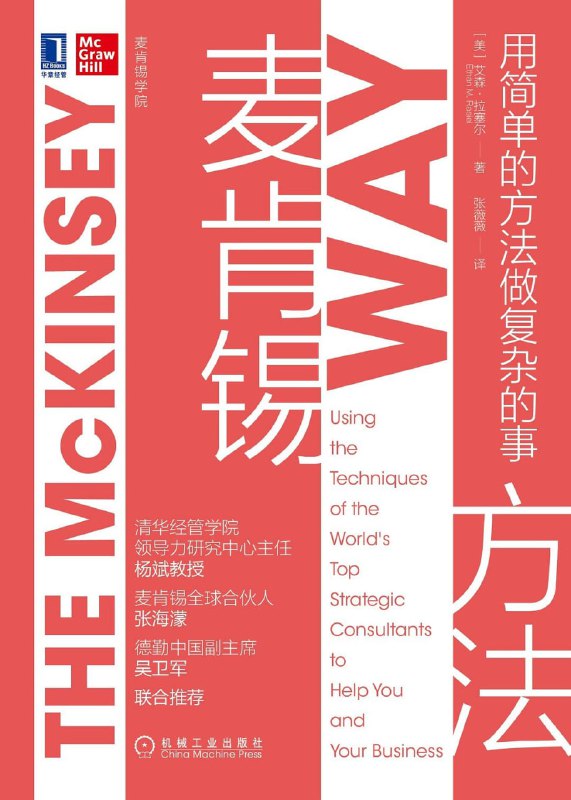 HZ Books
华章经管
Mc
Graw
Hill
麦肯锡学院
THE McKINSEY
WAY
麦肯锡
方法
用简单的方法做复杂的事
[美] 艾森·拉塞尔 —— 著
Ethan M. Rasiel
张薇薇 —— 译
Using
the
Techniques
of the
World's
Top
Strategic
Consultants
to
Help You
and
Your Business
清华经管学院
领导力研究中心主任
杨斌教授
麦肯锡全球合伙人
张海濛
德勤中国副主席
吴卫军
联合推荐
机械工业出版社
China Machine Press